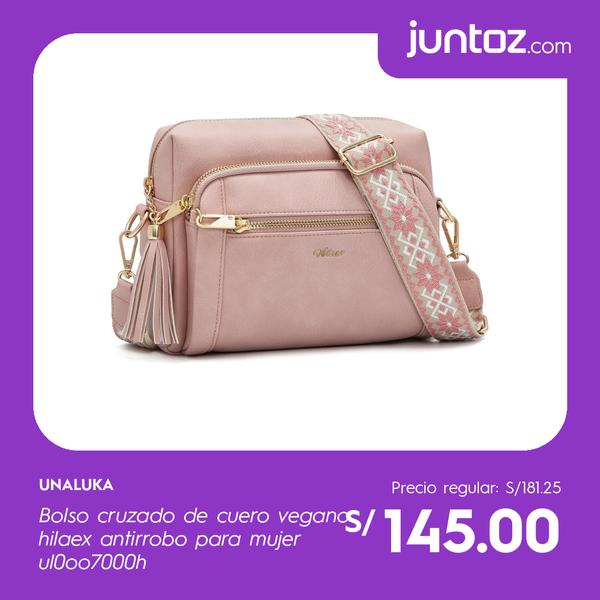 juntoz.com
UNALUKA
Bolso cruzado de cuero vegano
hilaex antirrobo para mujer
ul0oo7000h
Precio regular: S/181.25
S/ 145.00